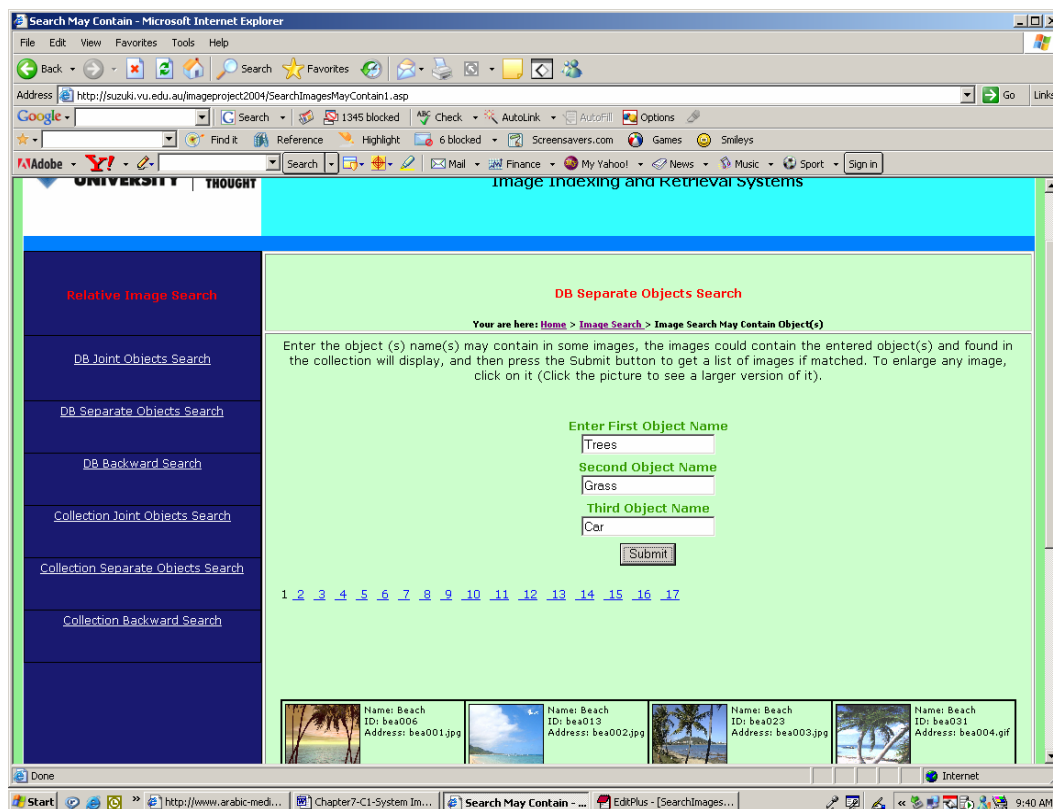 Search May Contain - Microsoft Internet Explorer
File Edit View Favorites Tools Help
Back Search Favorites
Address http://suzuki.vu.edu.au/imageproject2004/SearchImagesMayContain1.asp Go Links
Google Search 1345 blocked Check AutoLink AutoFill Options
Find it Reference Highlight 6 blocked Screensavers.com Games Smileys
Adobe Y! Search Mail Finance My Yahoo! News Music Sport Sign in
UNIVERSITY THOUGHT
Image Indexing and Retrieval Systems
Relative Image Search
DB Joint Objects Search
DB Separate Objects Search
DB Backward Search
Collection Joint Objects Search
Collection Separate Objects Search
Collection Backward Search
DB Separate Objects Search
Your are here: Home > Image Search > Image Search May Contain Object(s)
Enter the object (s) name(s) may contain in some images, the images could contain the entered object(s) and found in
the collection will display, and then press the Submit button to get a list of images if matched. To enlarge any image,
click on it (Click the picture to see a larger version of it).
Enter First Object Name
Trees
Second Object Name
Grass
Third Object Name
Car
Submit
1 2 3 4 5 6 7 8 9 10 11 12 13 14 15 16 17
Name: Beach
ID: bea006
Address: bea001.jpg
Name: Beach
ID: bea013
Address: bea002.jpg
Name: Beach
ID: bea023
Address: bea003.jpg
Name: Beach
ID: bea031
Address: bea004.gif
Done Internet
Start » http://www.arabic-medi... Chapter7-C1-System Im... Search May Contain - ... EditPlus - [SearchImages... « 9:40 AM